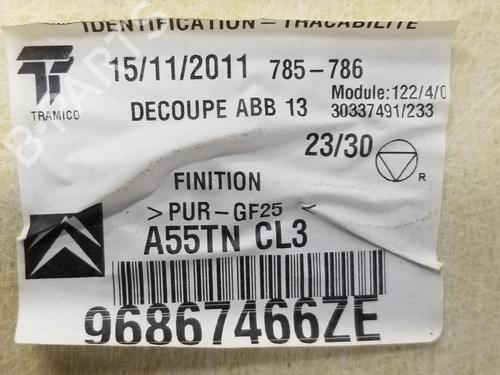 IDENTIFICATION - TRACABILITE
15/11/2011 785-786
TRAMICO
DECOUPE ABB 13
Module: 122/4/0
30337491/233
23/30
R
FINITION
>PUR-GF25<
A55TN CL3
96867466ZE
B-PARTS